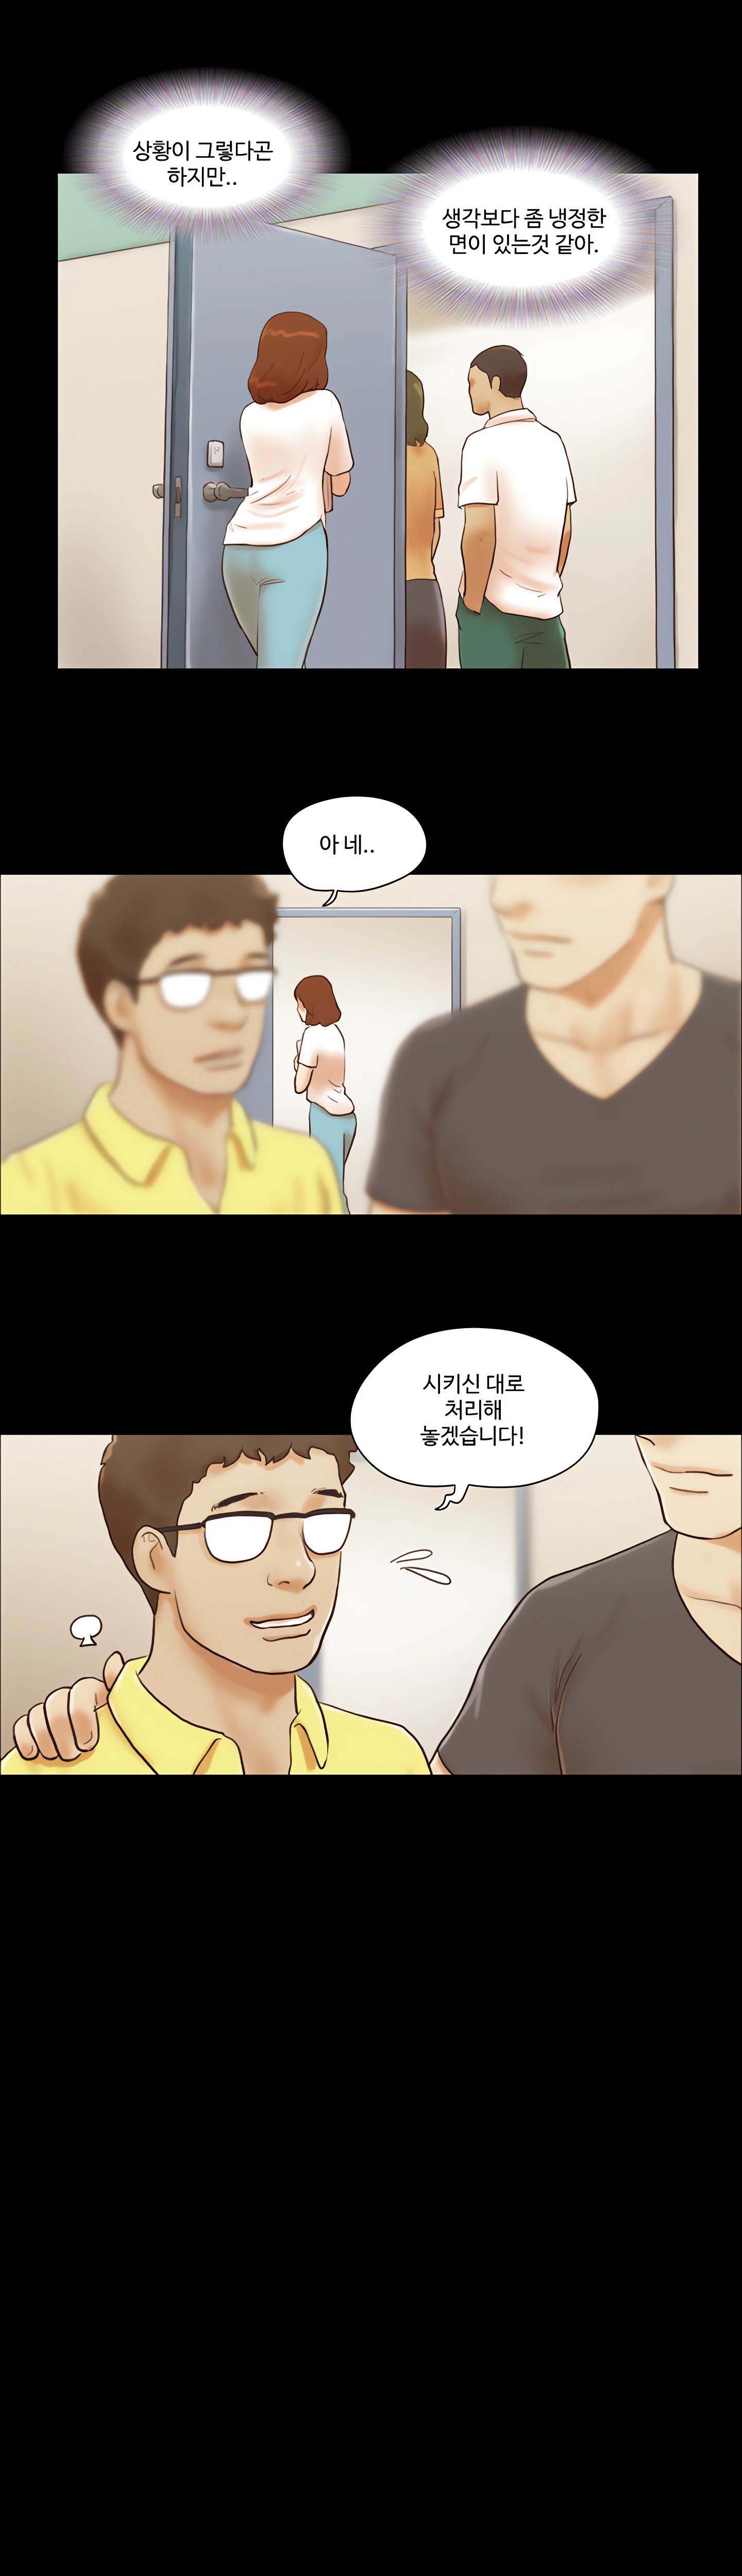 상황이 그렇다곤
하지만..
생각보다 좀 냉정한
면이 있는것 같아.
아 네..
시키신 대로
처리해
놓겠습니다!